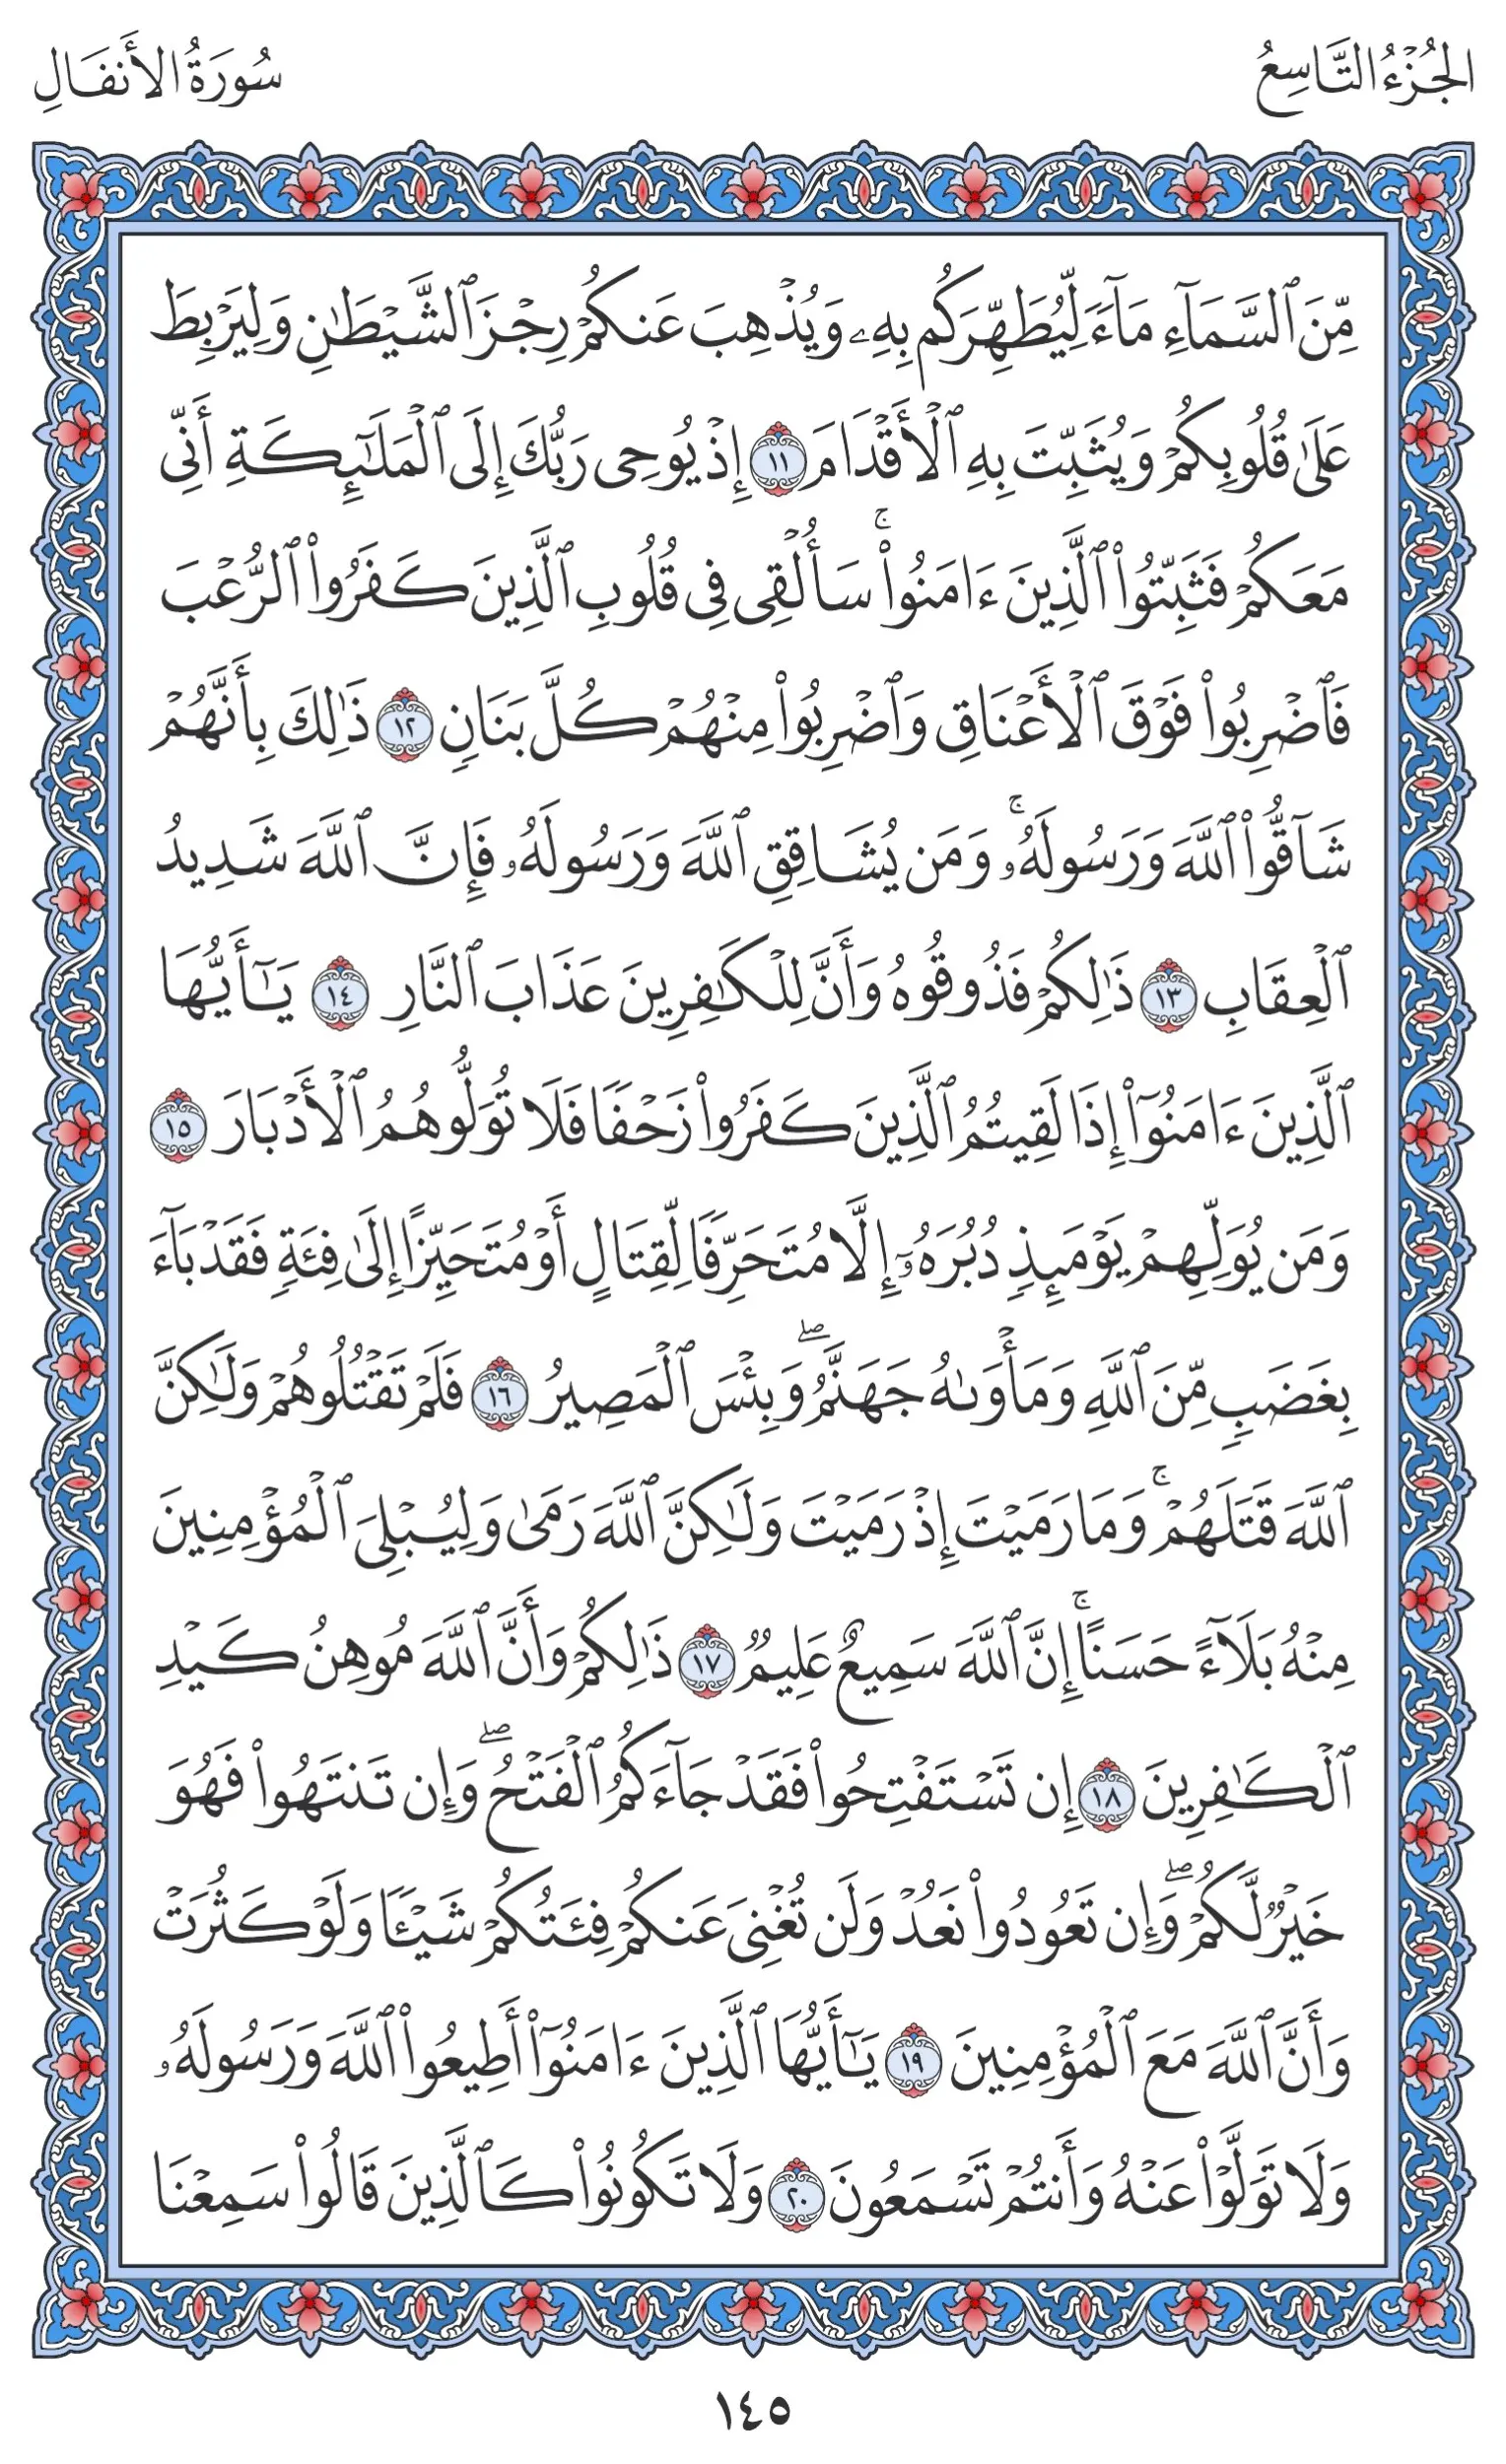 الجُزْءُ التَّاسِعُ
سُورَةُ الأَنفَالِ
مِّنَ ٱلسَّمَآءِ مَآءً لِّيُطَهِّرَكُم بِهِۦ وَيُذْهِبَ عَنكُمْ رِجْزَ ٱلشَّيْطَٰنِ وَلِيَرْبِطَ
عَلَىٰ قُلُوبِكُمْ وَيُثَبِّتَ بِهِ ٱلْأَقْدَامَ ١١ إِذْ يُوحِى رَبُّكَ إِلَى ٱلْمَلَٰٓئِكَةِ أَنِّى
مَعَكُمْ فَثَبِّتُوا۟ ٱلَّذِينَ ءَامَنُوا۟ ۚ سَأُلْقِى فِى قُلُوبِ ٱلَّذِينَ كَفَرُوا۟ ٱلرُّعْبَ
فَٱضْرِبُوا۟ فَوْقَ ٱلْأَعْنَاقِ وَٱضْرِبُوا۟ مِنْهُمْ كُلَّ بَنَانٍ ١٢ ذَٰلِكَ بِأَنَّهُمْ
شَآقُّوا۟ ٱللَّهَ وَرَسُولَهُۥ ۚ وَمَن يُشَاقِقِ ٱللَّهَ وَرَسُولَهُۥ فَإِنَّ ٱللَّهَ شَدِيدُ
ٱلْعِقَابِ ١٣ ذَٰلِكُمْ فَذُوقُوهُ وَأَنَّ لِلْكَٰفِرِينَ عَذَابَ ٱلنَّارِ ١٤ يَٰٓأَيُّهَا
ٱلَّذِينَ ءَامَنُوٓا۟ إِذَا لَقِيتُمُ ٱلَّذِينَ كَفَرُوا۟ زَحْفًا فَلَا تُوَلُّوهُمُ ٱلْأَدْبَارَ ١٥
وَمَن يُوَلِّهِمْ يَوْمَئِذٍ دُبُرَهُۥٓ إِلَّا مُتَحَرِّفًا لِّقِتَالٍ أَوْ مُتَحَيِّزًا إِلَىٰ فِئَةٍ فَقَدْ بَآءَ
بِغَضَبٍ مِّنَ ٱللَّهِ وَمَأْوَىٰهُ جَهَنَّمُ ۖ وَبِئْسَ ٱلْمَصِيرُ ١٦ فَلَمْ تَقْتُلُوهُمْ وَلَٰكِنَّ
ٱللَّهَ قَتَلَهُمْ ۚ وَمَا رَمَيْتَ إِذْ رَمَيْتَ وَلَٰكِنَّ ٱللَّهَ رَمَىٰ وَلِيُبْلِىَ ٱلْمُؤْمِنِينَ
مِنْهُ بَلَآءً حَسَنًا ۚ إِنَّ ٱللَّهَ سَمِيعٌ عَلِيمٌ ١٧ ذَٰلِكُمْ وَأَنَّ ٱللَّهَ مُوهِنُ كَيْدِ
ٱلْكَٰفِرِينَ ١٨ إِن تَسْتَفْتِحُوا۟ فَقَدْ جَآءَكُمُ ٱلْفَتْحُ ۖ وَإِن تَنتَهُوا۟ فَهُوَ
خَيْرٌ لَّكُمْ ۖ وَإِن تَعُودُوا۟ نَعُدْ وَلَن تُغْنِىَ عَنكُمْ فِئَتُكُمْ شَيْـًٔا وَلَوْ كَثُرَتْ
وَأَنَّ ٱللَّهَ مَعَ ٱلْمُؤْمِنِينَ ١٩ يَٰٓأَيُّهَا ٱلَّذِينَ ءَامَنُوٓا۟ أَطِيعُوا۟ ٱللَّهَ وَرَسُولَهُۥ
وَلَا تَوَلَّوْا۟ عَنْهُ وَأَنتُمْ تَسْمَعُونَ ٢٠ وَلَا تَكُونُوا۟ كَٱلَّذِينَ قَالُوا۟ سَمِعْنَا
١٤٥